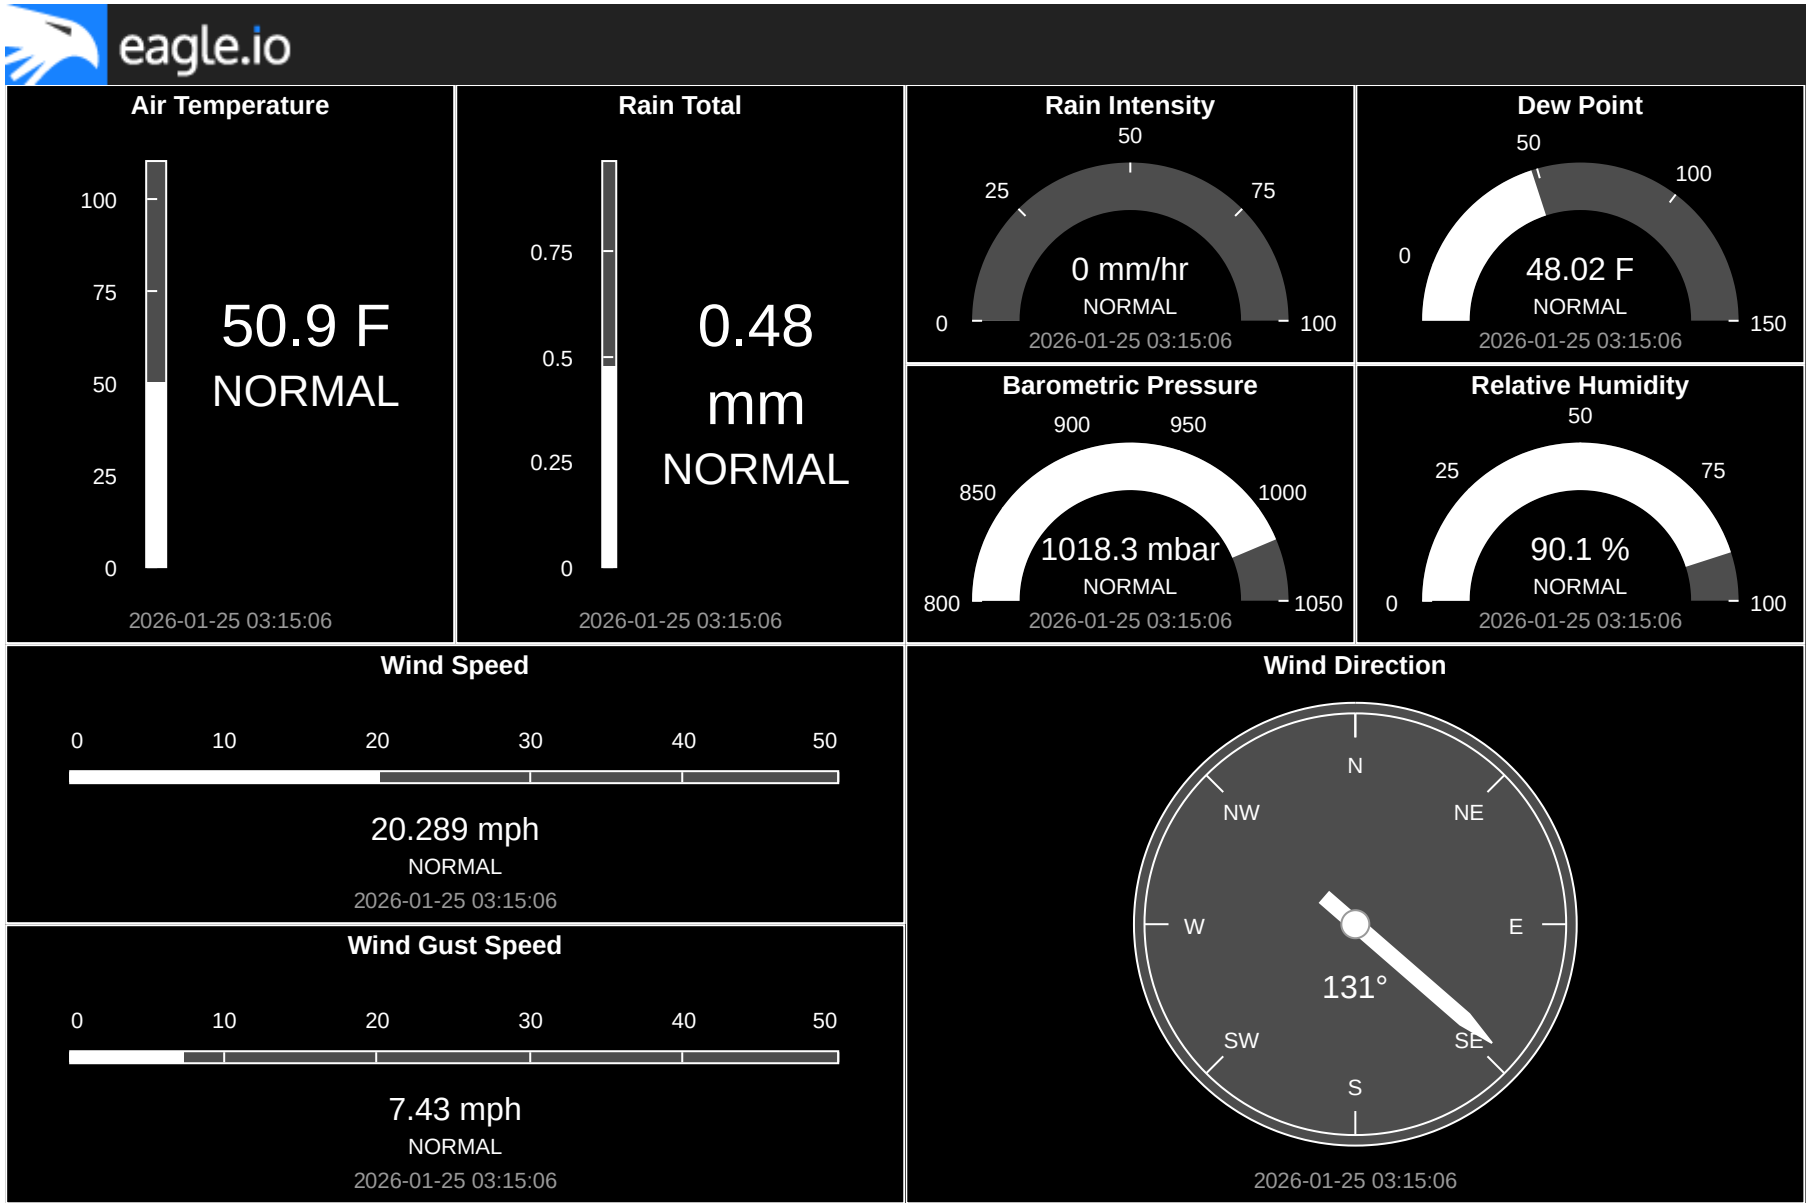 eagle.io
Air Temperature
100
75
50
25
0
50.9 F
NORMAL
2026-01-25 03:15:06
Rain Total
0.75
0.5
0.25
0
0.48
mm
NORMAL
2026-01-25 03:15:06
Rain Intensity
0
25
50
75
100
0 mm/hr
NORMAL
2026-01-25 03:15:06
Dew Point
0
50
100
150
48.02 F
NORMAL
2026-01-25 03:15:06
Barometric Pressure
800
850
900
950
1000
1050
1018.3 mbar
NORMAL
2026-01-25 03:15:06
Relative Humidity
0
25
50
75
100
90.1 %
NORMAL
2026-01-25 03:15:06
Wind Speed
0 10 20 30 40 50
20.289 mph
NORMAL
2026-01-25 03:15:06
Wind Gust Speed
0 10 20 30 40 50
7.43 mph
NORMAL
2026-01-25 03:15:06
Wind Direction
N
NW NE
W E
131°
SW SE
S
2026-01-25 03:15:06